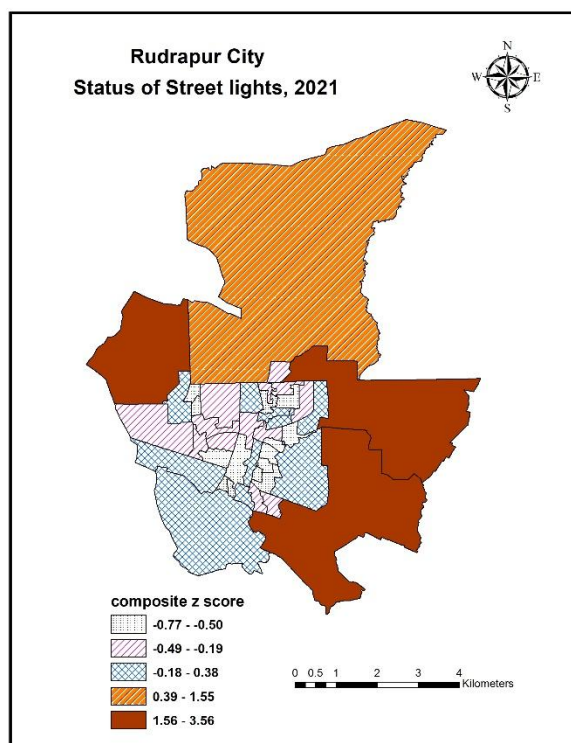 Rudrapur City
Status of Street lights, 2021
N
W E
S
composite z score
-0.77 - -0.50
-0.49 - -0.19
-0.18 - 0.38
0.39 - 1.55
1.56 - 3.56
0 0.5 1 2 3 4
Kilometers